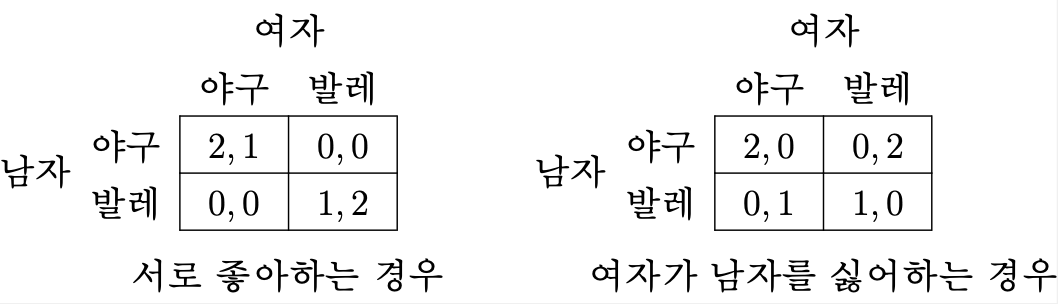 여자 여자
야구 발레 야구 발레
남자 야구 2, 1 0, 0 남자 야구 2, 0 0, 2
발레 0, 0 1, 2 발레 0, 1 1, 0
서로 좋아하는 경우 여자가 남자를 싫어하는 경우